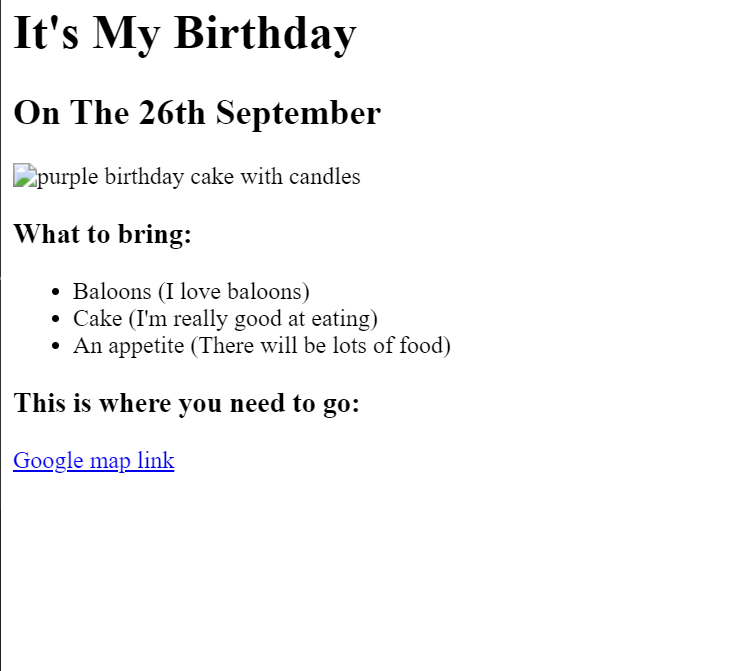 It's My Birthday
On The 26th September
purple birthday cake with candles
What to bring:
Baloons (I love baloons)
Cake (I'm really good at eating)
An appetite (There will be lots of food)
This is where you need to go:
Google map link